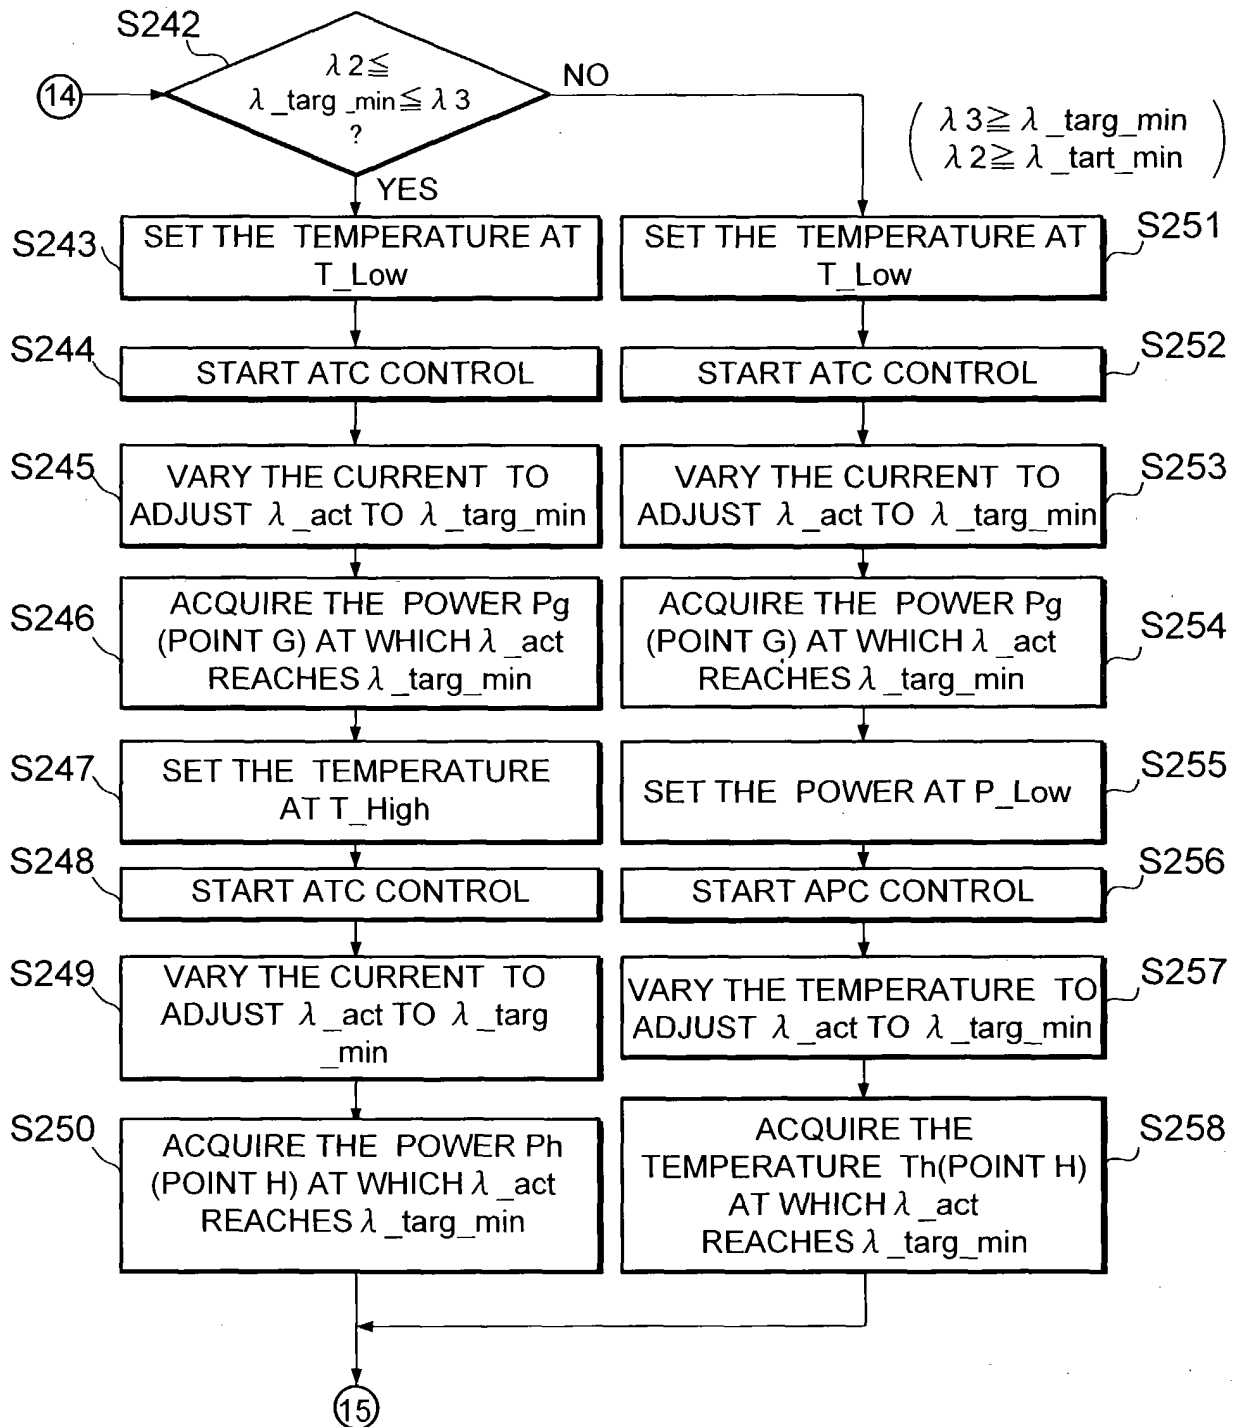 S242
λ2≦
λ_targ_min≦λ3
?
14
NO
YES
λ3≧λ_targ_min
λ2≧λ_tart_min
S243
SET THE TEMPERATURE AT
T_Low
S244
START ATC CONTROL
S245
VARY THE CURRENT TO
ADJUST λ_act TO λ_targ_min
S246
ACQUIRE THE POWER Pg
(POINT G) AT WHICH λ_act
REACHES λ_targ_min
S247
SET THE TEMPERATURE
AT T_High
S248
START ATC CONTROL
S249
VARY THE CURRENT TO
ADJUST λ_act TO λ_targ
_min
S250
ACQUIRE THE POWER Ph
(POINT H) AT WHICH λ_act
REACHES λ_targ_min
SET THE TEMPERATURE AT
T_Low
S251
START ATC CONTROL
S252
VARY THE CURRENT TO
ADJUST λ_act TO λ_targ_min
S253
ACQUIRE THE POWER Pg
(POINT G) AT WHICH λ_act
REACHES λ_targ_min
S254
SET THE POWER AT P_Low
S255
START APC CONTROL
S256
VARY THE TEMPERATURE TO
ADJUST λ_act TO λ_targ_min
S257
ACQUIRE THE
TEMPERATURE Th(POINT H)
AT WHICH λ_act
REACHES λ_targ_min
S258
15